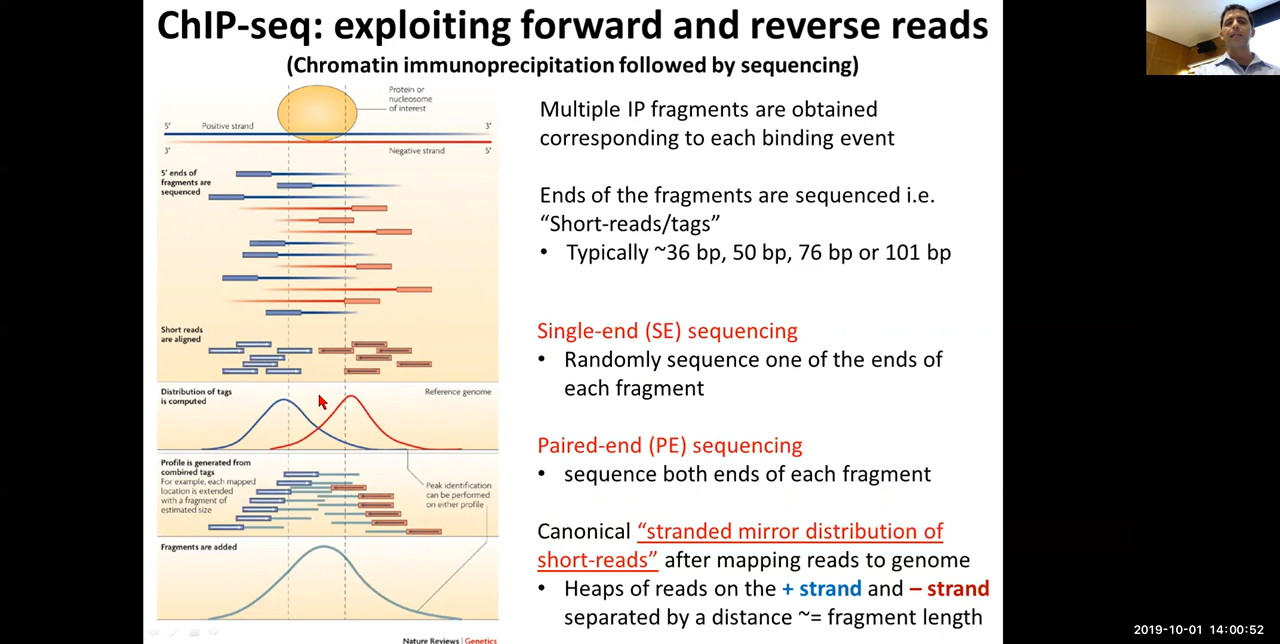 ChIP-seq: exploiting forward and reverse reads
(Chromatin immunoprecipitation followed by sequencing)
Protein or
nucleosome
of interest
5′
Positive strand
3′
3′
Negative strand
5′
5′ ends of
fragments are
sequenced
Short reads
are aligned
Distribution of tags
is computed
Reference genome
Profile is generated from
combined tags
For example, each mapped
location is extended
with a fragment of
estimated size
Peak identification
can be performed
on either profile
Fragments are added
Nature Reviews | Genetics
Multiple IP fragments are obtained
corresponding to each binding event
Ends of the fragments are sequenced i.e.
“Short-reads/tags”
• Typically ~36 bp, 50 bp, 76 bp or 101 bp
Single-end (SE) sequencing
• Randomly sequence one of the ends of
each fragment
Paired-end (PE) sequencing
• sequence both ends of each fragment
Canonical “stranded mirror distribution of
short-reads” after mapping reads to genome
• Heaps of reads on the + strand and – strand
separated by a distance ~= fragment length
2019-10-01 14:00:52